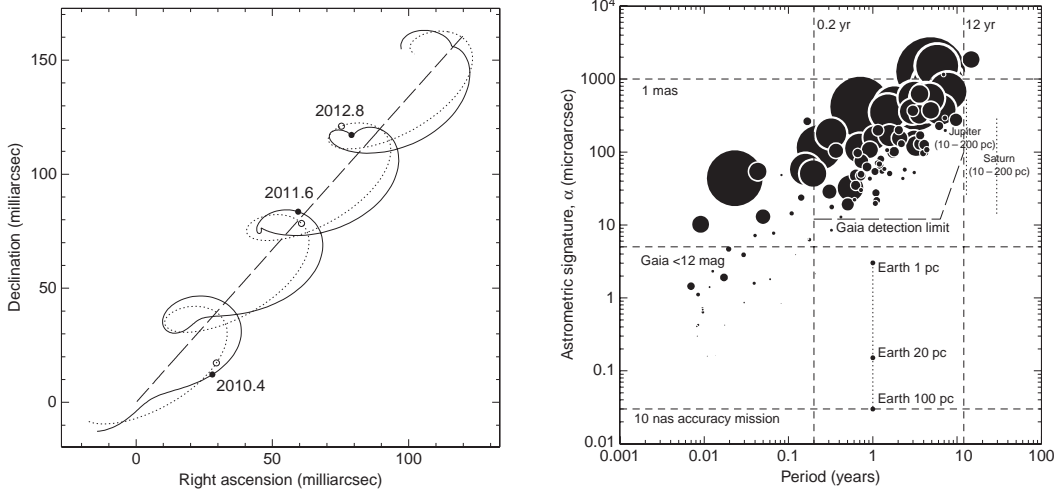 Declination (milliarcsec)
150
100
50
0
2012.8
2011.6
2010.4
0
50
100
Right ascension (milliarcsec)
Astrometric signature, α (microarcsec)
10⁴
1000
100
10
1
0.1
0.01
0.2 yr
12 yr
1 mas
Jupiter
(10 – 200 pc)
Saturn
(10 – 200 pc)
Gaia detection limit
Gaia <12 mag
Earth 1 pc
Earth 20 pc
Earth 100 pc
10 nas accuracy mission
0.001
0.01
0.1
1
10
100
Period (years)